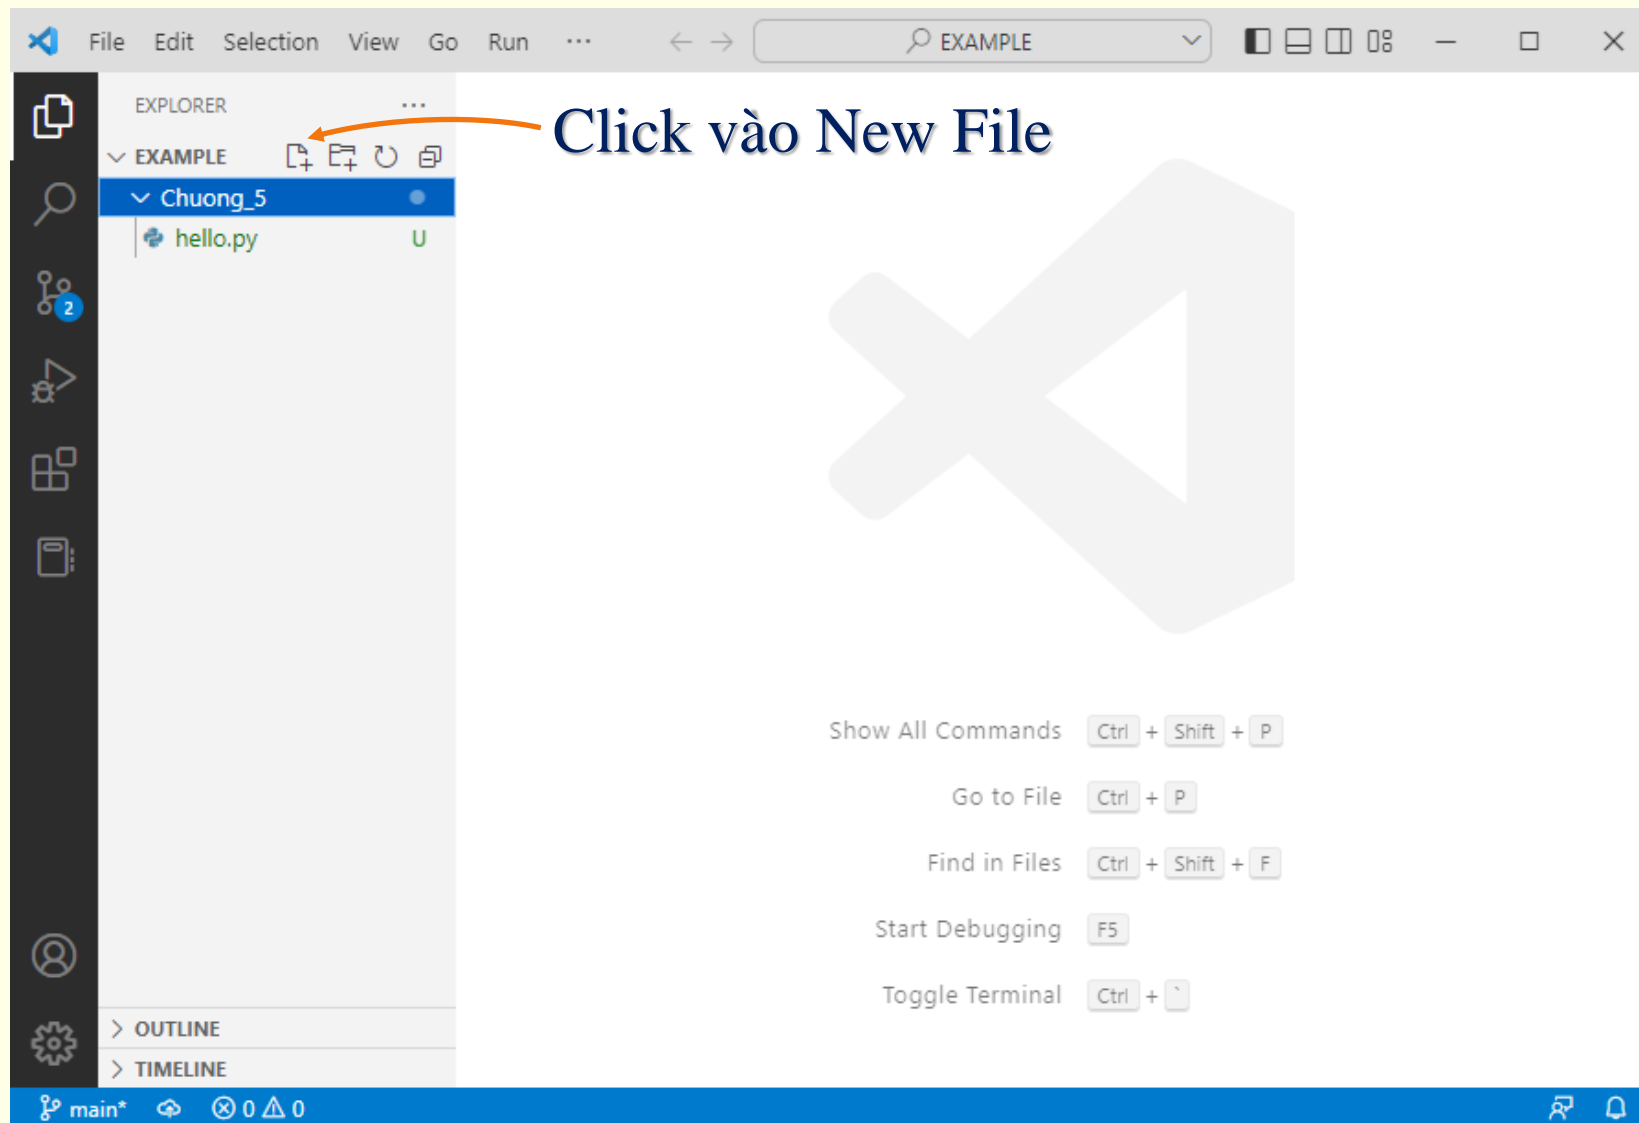 File Edit Selection View Go Run ··· EXAMPLE
EXPLORER ···
Click vào New File
EXAMPLE
Chuong_5
hello.py U
2
Show All Commands Ctrl + Shift + P
Go to File Ctrl + P
Find in Files Ctrl + Shift + F
Start Debugging F5
Toggle Terminal Ctrl + `
OUTLINE
TIMELINE
main* 0 0